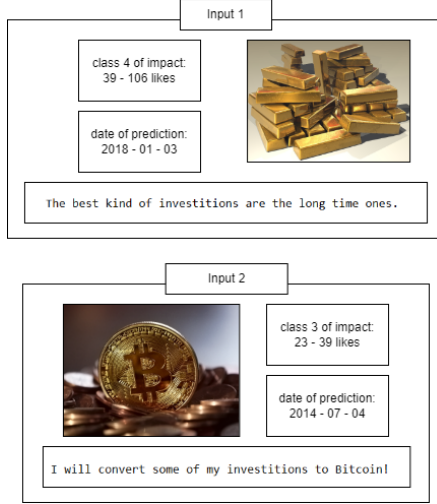 Input 1
class 4 of impact:
39 - 106 likes
date of prediction:
2018 - 01 - 03
The best kind of investitions are the long time ones.
Input 2
class 3 of impact:
23 - 39 likes
date of prediction:
2014 - 07 - 04
I will convert some of my investitions to Bitcoin!